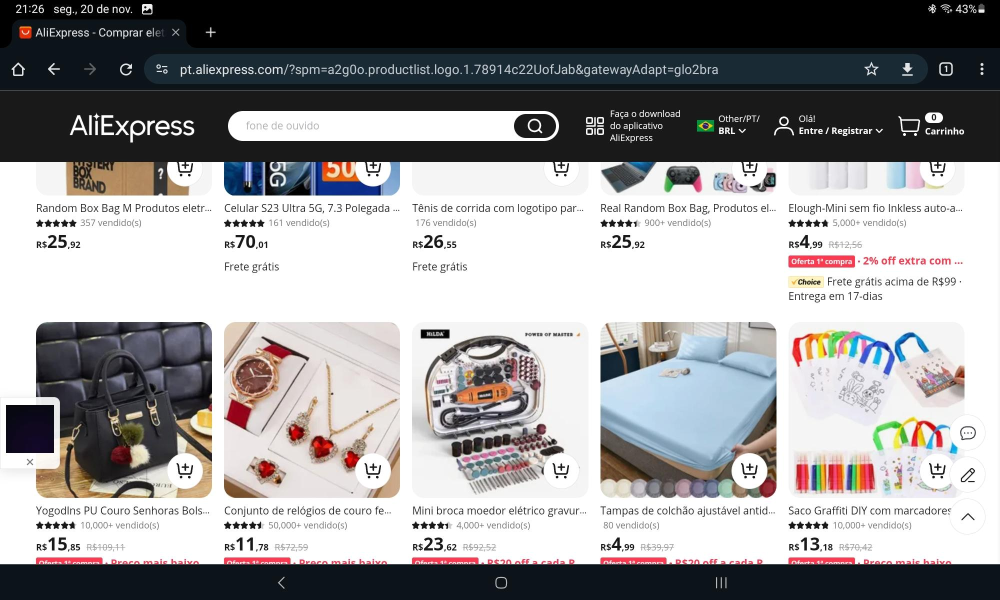 21:26 seg., 20 de nov. 43%
AliExpress - Comprar elet
pt.aliexpress.com/?spm=a2g0o.productlist.logo.1.78914c22UofJab&gatewayAdapt=glo2bra
1
AliExpress
fone de ouvido
Faça o download
do aplicativo
AliExpress
Other/PT/
BRL
Olá!
Entre / Registrar
0
Carrinho
MYSTERY
BOX
BRAND
?
5G
50
Random Box Bag M Produtos eletr...
357 vendido(s)
R$25,92
Celular S23 Ultra 5G, 7.3 Polegada ...
161 vendido(s)
R$70,01
Frete grátis
Tênis de corrida com logotipo par...
176 vendido(s)
R$26,55
Frete grátis
Real Random Box Bag, Produtos el...
900+ vendido(s)
R$25,92
Elough-Mini sem fio Inkless auto-a...
5,000+ vendido(s)
R$4,99 R$12,56
Oferta 1ª compra · 2% off extra com ...
Choice Frete grátis acima de R$99 ·
Entrega em 17-dias
HiLDA
POWER OF MASTER
HiLDA
YogodIns PU Couro Senhoras Bols...
10,000+ vendido(s)
R$15,85 R$109,11
Oferta 1ª compra · Preço mais baixo
Conjunto de relógios de couro fe...
50,000+ vendido(s)
R$11,78 R$72,59
Oferta 1ª compra · Preço mais baixo
Mini broca moedor elétrico gravur...
4,000+ vendido(s)
R$23,62 R$92,52
Oferta 1ª compra · R$20 off a cada R
Tampas de colchão ajustável antid...
80 vendido(s)
R$4,99 R$39,97
Oferta 1ª compra · R$20 off a cada R
Saco Graffiti DIY com marcadores
10,000+ vendido(s)
R$13,18 R$70,42
Oferta 1ª compra · Preço mais baixo